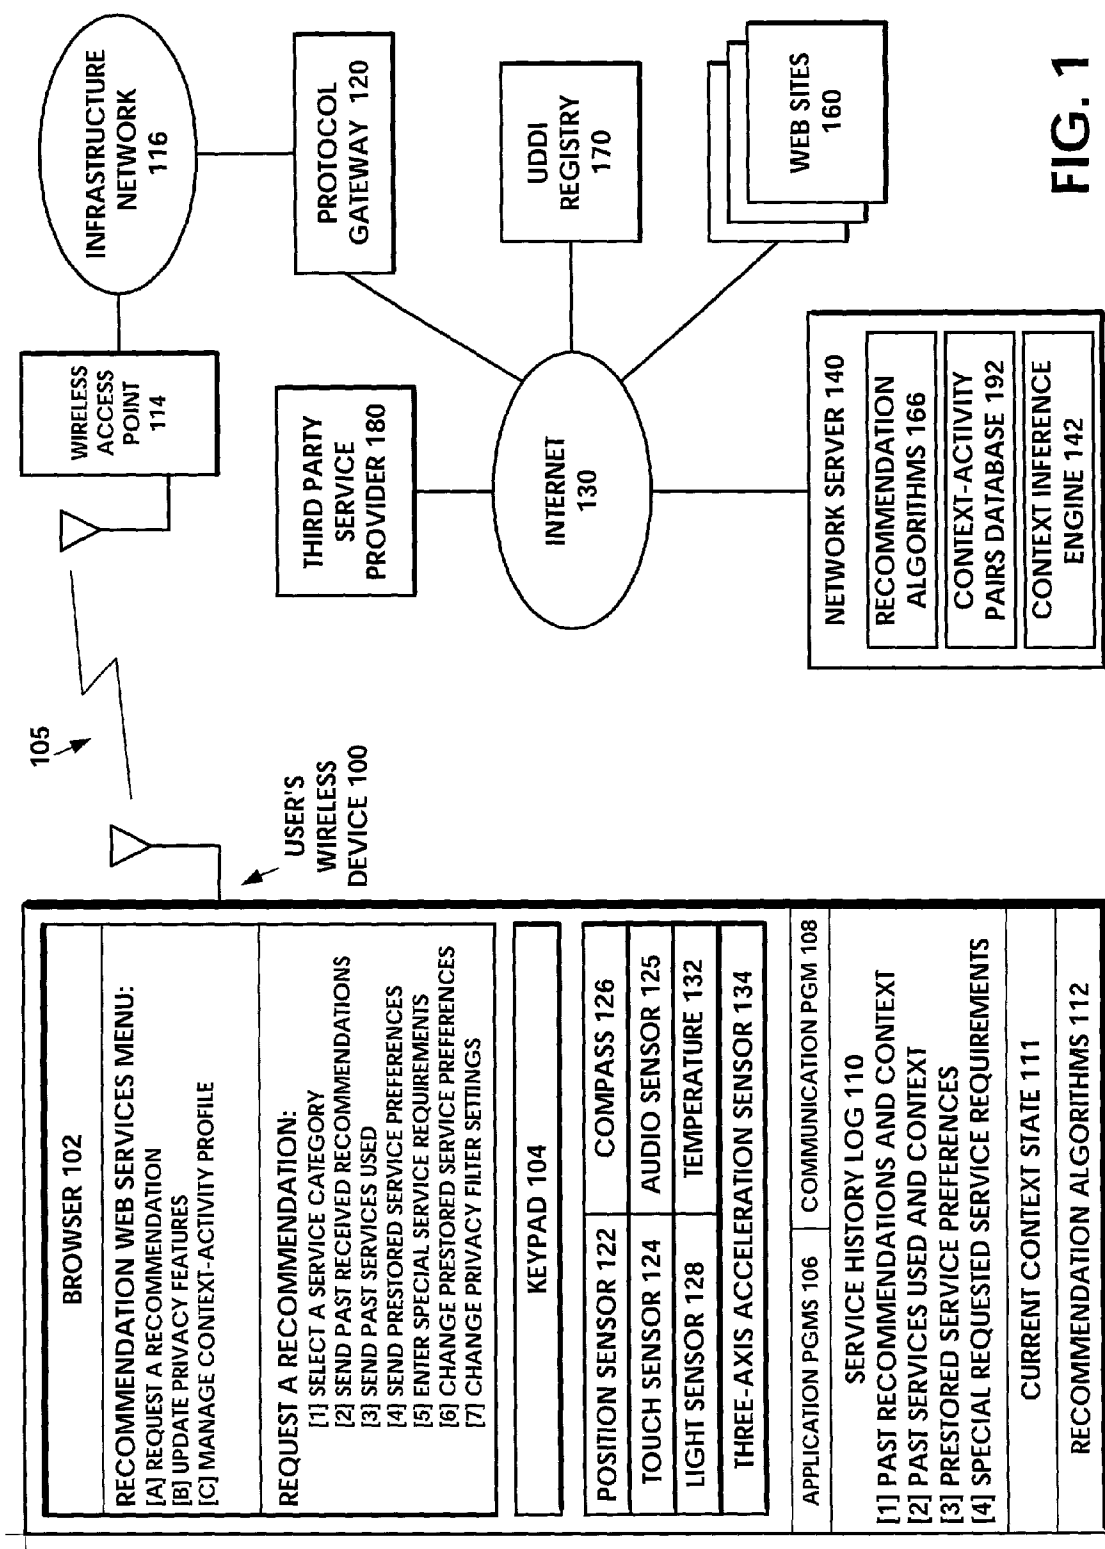 BROWSER 102
RECOMMENDATION WEB SERVICES MENU:
[A] REQUEST A RECOMMENDATION
[B] UPDATE PRIVACY FEATURES
[C] MANAGE CONTEXT-ACTIVITY PROFILE
REQUEST A RECOMMENDATION:
[1] SELECT A SERVICE CATEGORY
[2] SEND PAST RECEIVED RECOMMENDATIONS
[3] SEND PAST SERVICES USED
[4] SEND PRESTORED SERVICE PREFERENCES
[5] ENTER SPECIAL SERVICE REQUIREMENTS
[6] CHANGE PRESTORED SERVICE PREFERENCES
[7] CHANGE PRIVACY FILTER SETTINGS
KEYPAD 104
POSITION SENSOR 122
COMPASS 126
TOUCH SENSOR 124
AUDIO SENSOR 125
LIGHT SENSOR 128
TEMPERATURE 132
THREE-AXIS ACCELERATION SENSOR 134
APPLICATION PGMS 106
COMMUNICATION PGM 108
SERVICE HISTORY LOG 110
[1] PAST RECOMMENDATIONS AND CONTEXT
[2] PAST SERVICES USED AND CONTEXT
[3] PRESTORED SERVICE PREFERENCES
[4] SPECIAL REQUESTED SERVICE REQUIREMENTS
CURRENT CONTEXT STATE 111
RECOMMENDATION ALGORITHMS 112
105
USER'S
WIRELESS
DEVICE 100
WIRELESS
ACCESS
POINT
114
INFRASTRUCTURE
NETWORK
116
PROTOCOL
GATEWAY 120
THIRD PARTY
SERVICE
PROVIDER 180
INTERNET
130
UDDI
REGISTRY
170
WEB SITES
160
NETWORK SERVER 140
RECOMMENDATION
ALGORITHMS 166
CONTEXT-ACTIVITY
PAIRS DATABASE 192
CONTEXT INFERENCE
ENGINE 142
FIG. 1